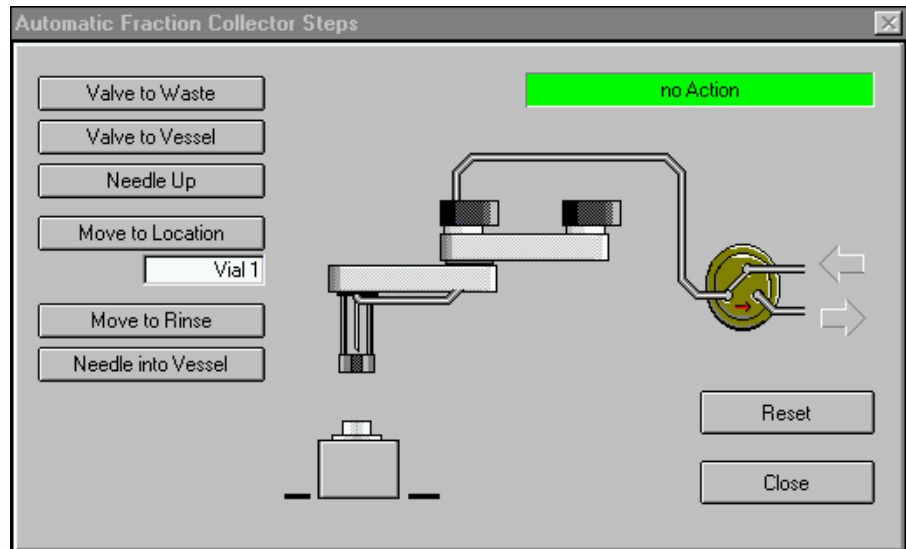 Automatic Fraction Collector Steps
Valve to Waste
no Action
Valve to Vessel
Needle Up
Move to Location
Vial 1
Move to Rinse
Needle into Vessel
Reset
Close